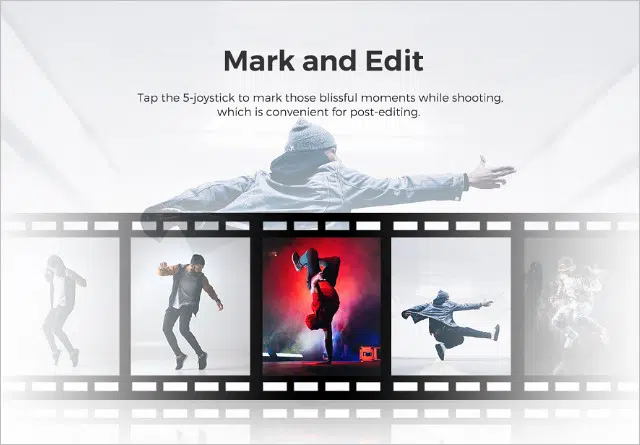 Mark and Edit
Tap the 5-joystick to mark those blissful moments while shooting,
which is convenient for post-editing.